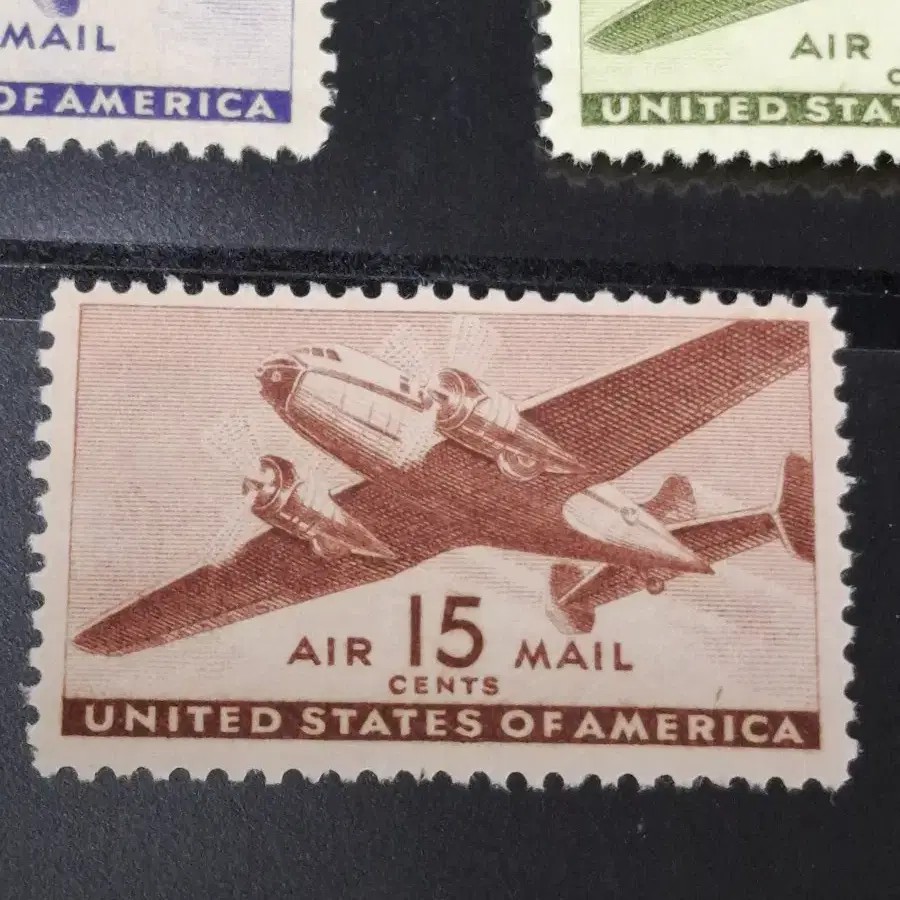 MAIL
OF AMERICA
AIR
UNITED STAT
AIR 15 MAIL
CENTS
UNITED STATES OF AMERICA